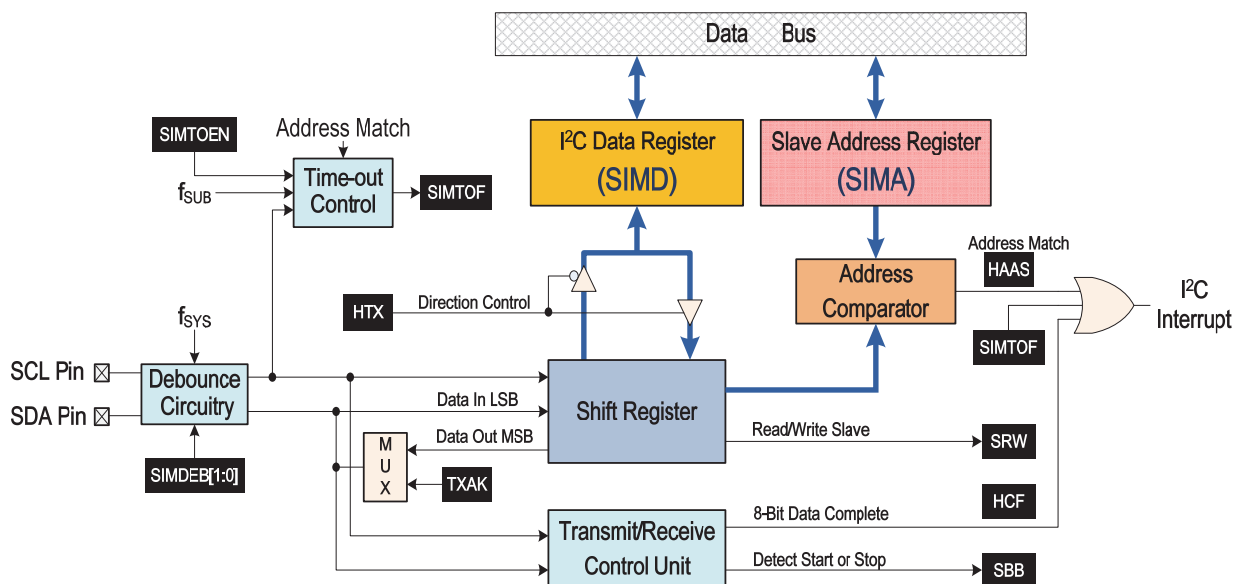 Data Bus
SIMTOEN
Address Match
fSUB
Time-out
Control
SIMTOF
I²C Data Register
(SIMD)
Slave Address Register
(SIMA)
Address Match
HAAS
Address
Comparator
I²C
Interrupt
SIMTOF
HTX
Direction Control
fSYS
SCL Pin
SDA Pin
Debounce
Circuitry
SIMDEB[1:0]
Data In LSB
Data Out MSB
Shift Register
M
U
X
TXAK
Read/Write Slave
SRW
HCF
8-Bit Data Complete
Transmit/Receive
Control Unit
Detect Start or Stop
SBB